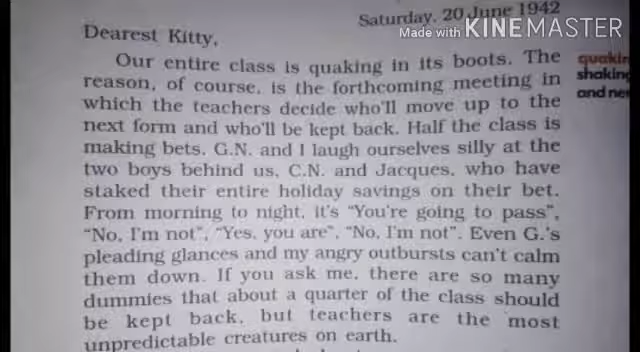 Saturday, 20 June 1942
Made with KINEMASTER
Dearest Kitty,
Our entire class is quaking in its boots. The
reason, of course, is the forthcoming meeting in
which the teachers decide who'll move up to the
next form and who'll be kept back. Half the class is
making bets. G.N. and I laugh ourselves silly at the
two boys behind us, C.N. and Jacques, who have
staked their entire holiday savings on their bet.
From morning to night, it's "You're going to pass",
"No, I'm not", "Yes, you are", "No, I'm not". Even G.'s
pleading glances and my angry outbursts can't calm
them down. If you ask me, there are so many
dummies that about a quarter of the class should
be kept back, but teachers are the most
unpredictable creatures on earth.
quakin
shaking
and ner